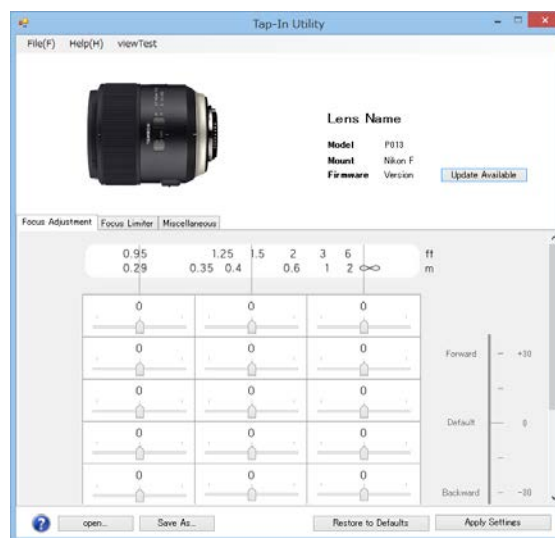 Tap-In Utility
File(F) Help(H) viewTest
Lens Name
Model P013
Mount Nikon F
Firmware Version Update Available
Focus Adjustment Focus Limiter Miscellaneous
0.95 1.25 1.5 2 3 6 ft
0.29 0.35 0.4 0.6 1 2 ∞ m
0 0 0
0 0 0
Forward +30
0 0 0
Default 0
0 0 0
0 0 0
Backward -30
? open... Save As... Restore to Defaults Apply Settings